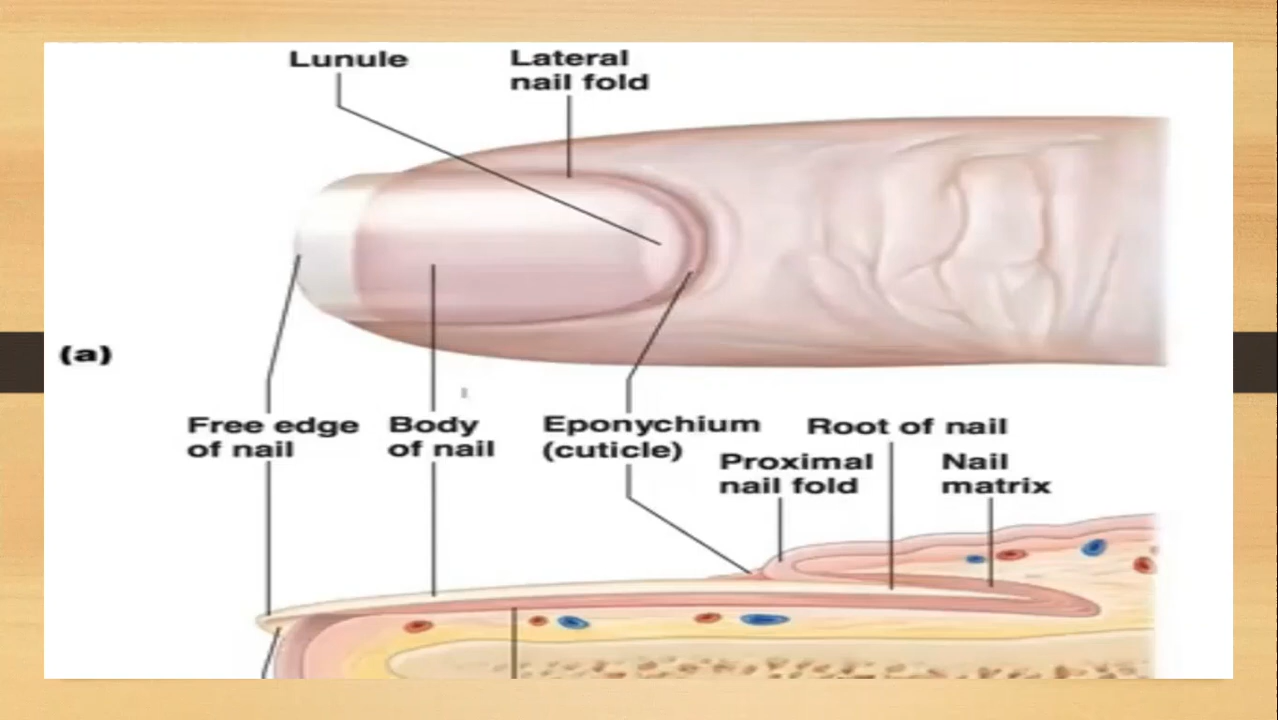 Lunule
Lateral
nail fold
(a)
Free edge
of nail
Body
of nail
Eponychium
(cuticle)
Root of nail
Proximal
nail fold
Nail
matrix